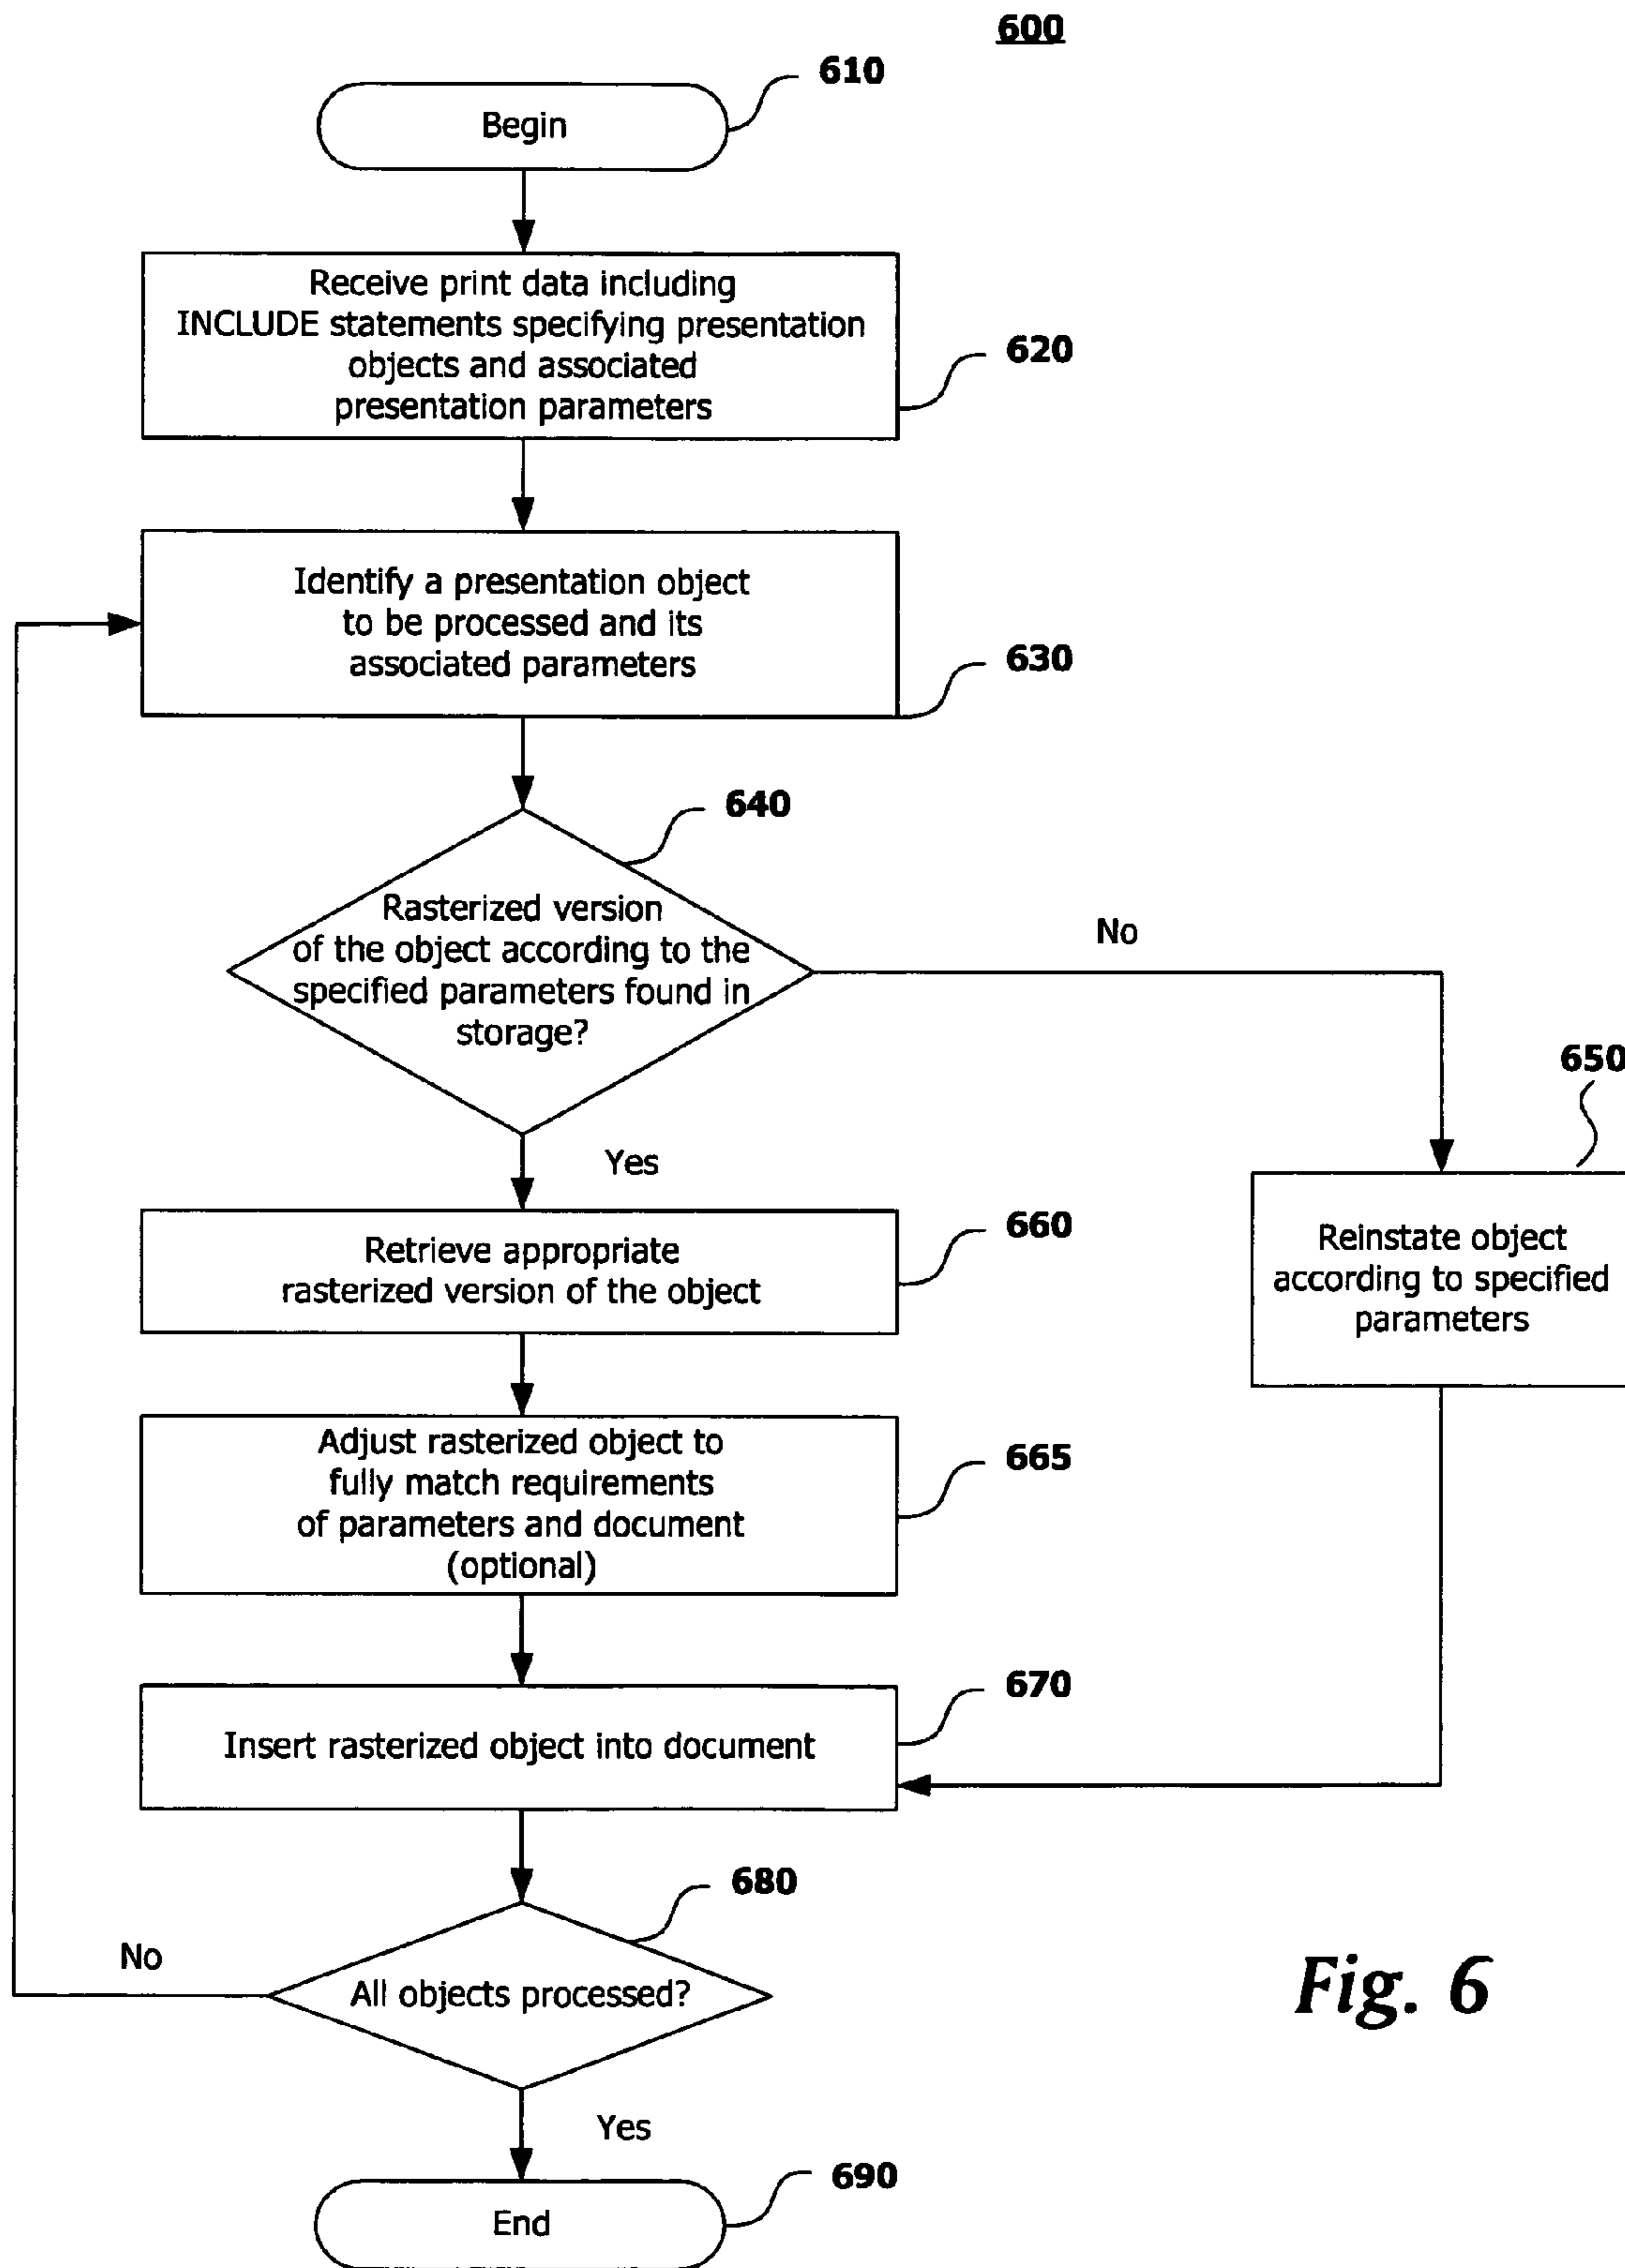 600
610
Begin
Receive print data including
INCLUDE statements specifying presentation
objects and associated
presentation parameters
620
Identify a presentation object
to be processed and its
associated parameters
630
640
Rasterized version
of the object according to the
specified parameters found in
storage?
No
Yes
650
Reinstate object
according to specified
parameters
660
Retrieve appropriate
rasterized version of the object
Adjust rasterized object to
fully match requirements
of parameters and document
(optional)
665
670
Insert rasterized object into document
680
No
All objects processed?
Yes
690
End
Fig. 6